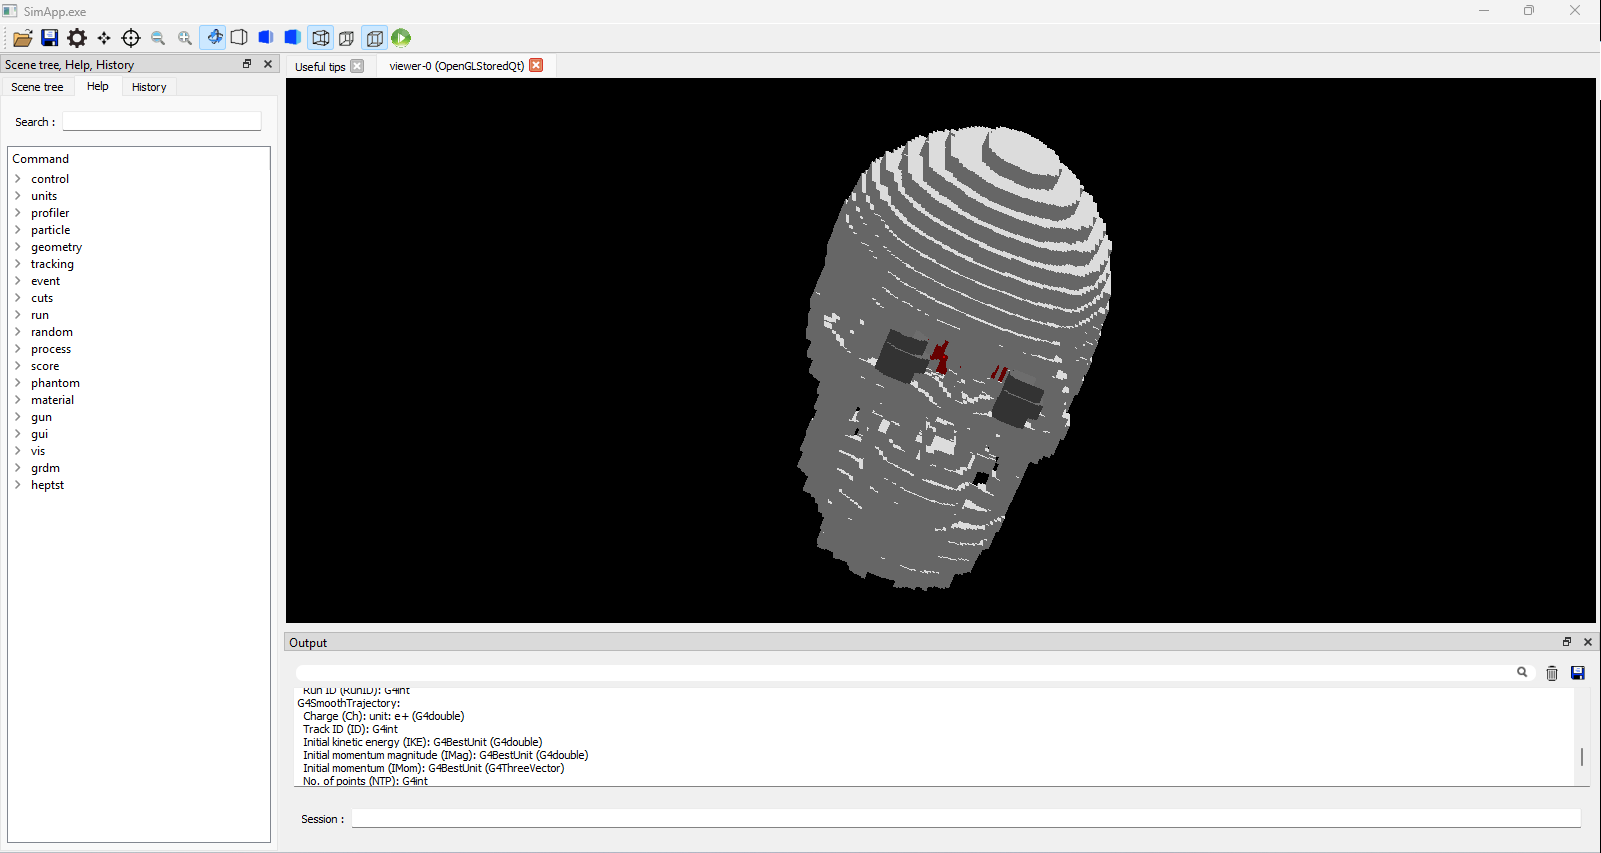 SimApp.exe
Scene tree, Help, History
Scene tree
Help
History
Search :
Command
control
units
profiler
particle
geometry
tracking
event
cuts
run
random
process
score
phantom
material
gun
gui
vis
grdm
heptst
Useful tips
viewer-0 (OpenGLStoredQt)
Output
Run ID (RunID): G4int
G4SmoothTrajectory:
Charge (Ch): unit: e+ (G4double)
Track ID (ID): G4int
Initial kinetic energy (IKE): G4BestUnit (G4double)
Initial momentum magnitude (IMag): G4BestUnit (G4double)
Initial momentum (IMom): G4BestUnit (G4ThreeVector)
No. of points (NTP): G4int
Session :